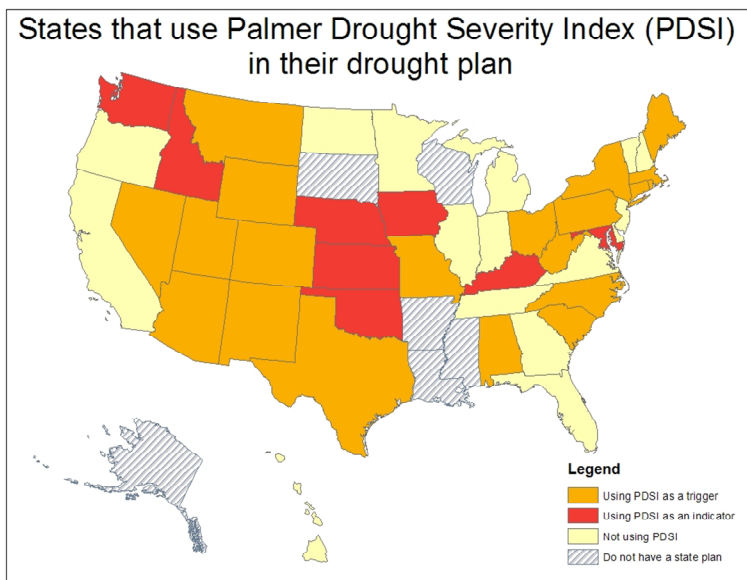 States that use Palmer Drought Severity Index (PDSI)
in their drought plan
Legend
Using PDSI as a trigger
Using PDSI as an indicator
Not using PDSI
Do not have a state plan